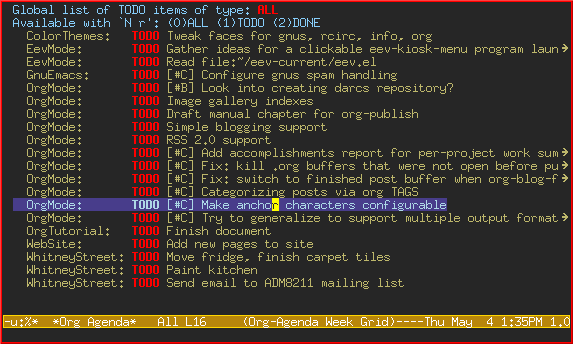 Global list of TODO items of type: ALL
Available with `N r': (0)ALL (1)TODO (2)DONE
ColorThemes: TODO Tweak faces for gnus, rcirc, info, org
EevMode: TODO Gather ideas for a clickable eev-kiosk-menu program laun
EevMode: TODO Read file:~/eev-current/eev.el
GnuEmacs: TODO [#C] Configure gnus spam handling
OrgMode: TODO [#B] Look into creating darcs repository?
OrgMode: TODO Image gallery indexes
OrgMode: TODO Draft manual chapter for org-publish
OrgMode: TODO Simple blogging support
OrgMode: TODO RSS 2.0 support
OrgMode: TODO [#C] Add accomplishments report for per-project work sum
OrgMode: TODO [#C] Fix: kill .org buffers that were not open before pu
OrgMode: TODO [#C] Fix: switch to finished post buffer when org-blog-f
OrgMode: TODO [#C] Categorizing posts via org TAGS
OrgMode: TODO [#C] Make anchor characters configurable
OrgMode: TODO [#C] Try to generalize to support multiple output format
OrgTutorial: TODO Finish document
WebSite: TODO Add new pages to site
WhitneyStreet: TODO Move fridge, finish carpet tiles
WhitneyStreet: TODO Paint kitchen
WhitneyStreet: TODO Send email to ADM8211 mailing list
-u:%* *Org Agenda* All L16 (Org-Agenda Week Grid)----Thu May 4 1:35PM 1.0